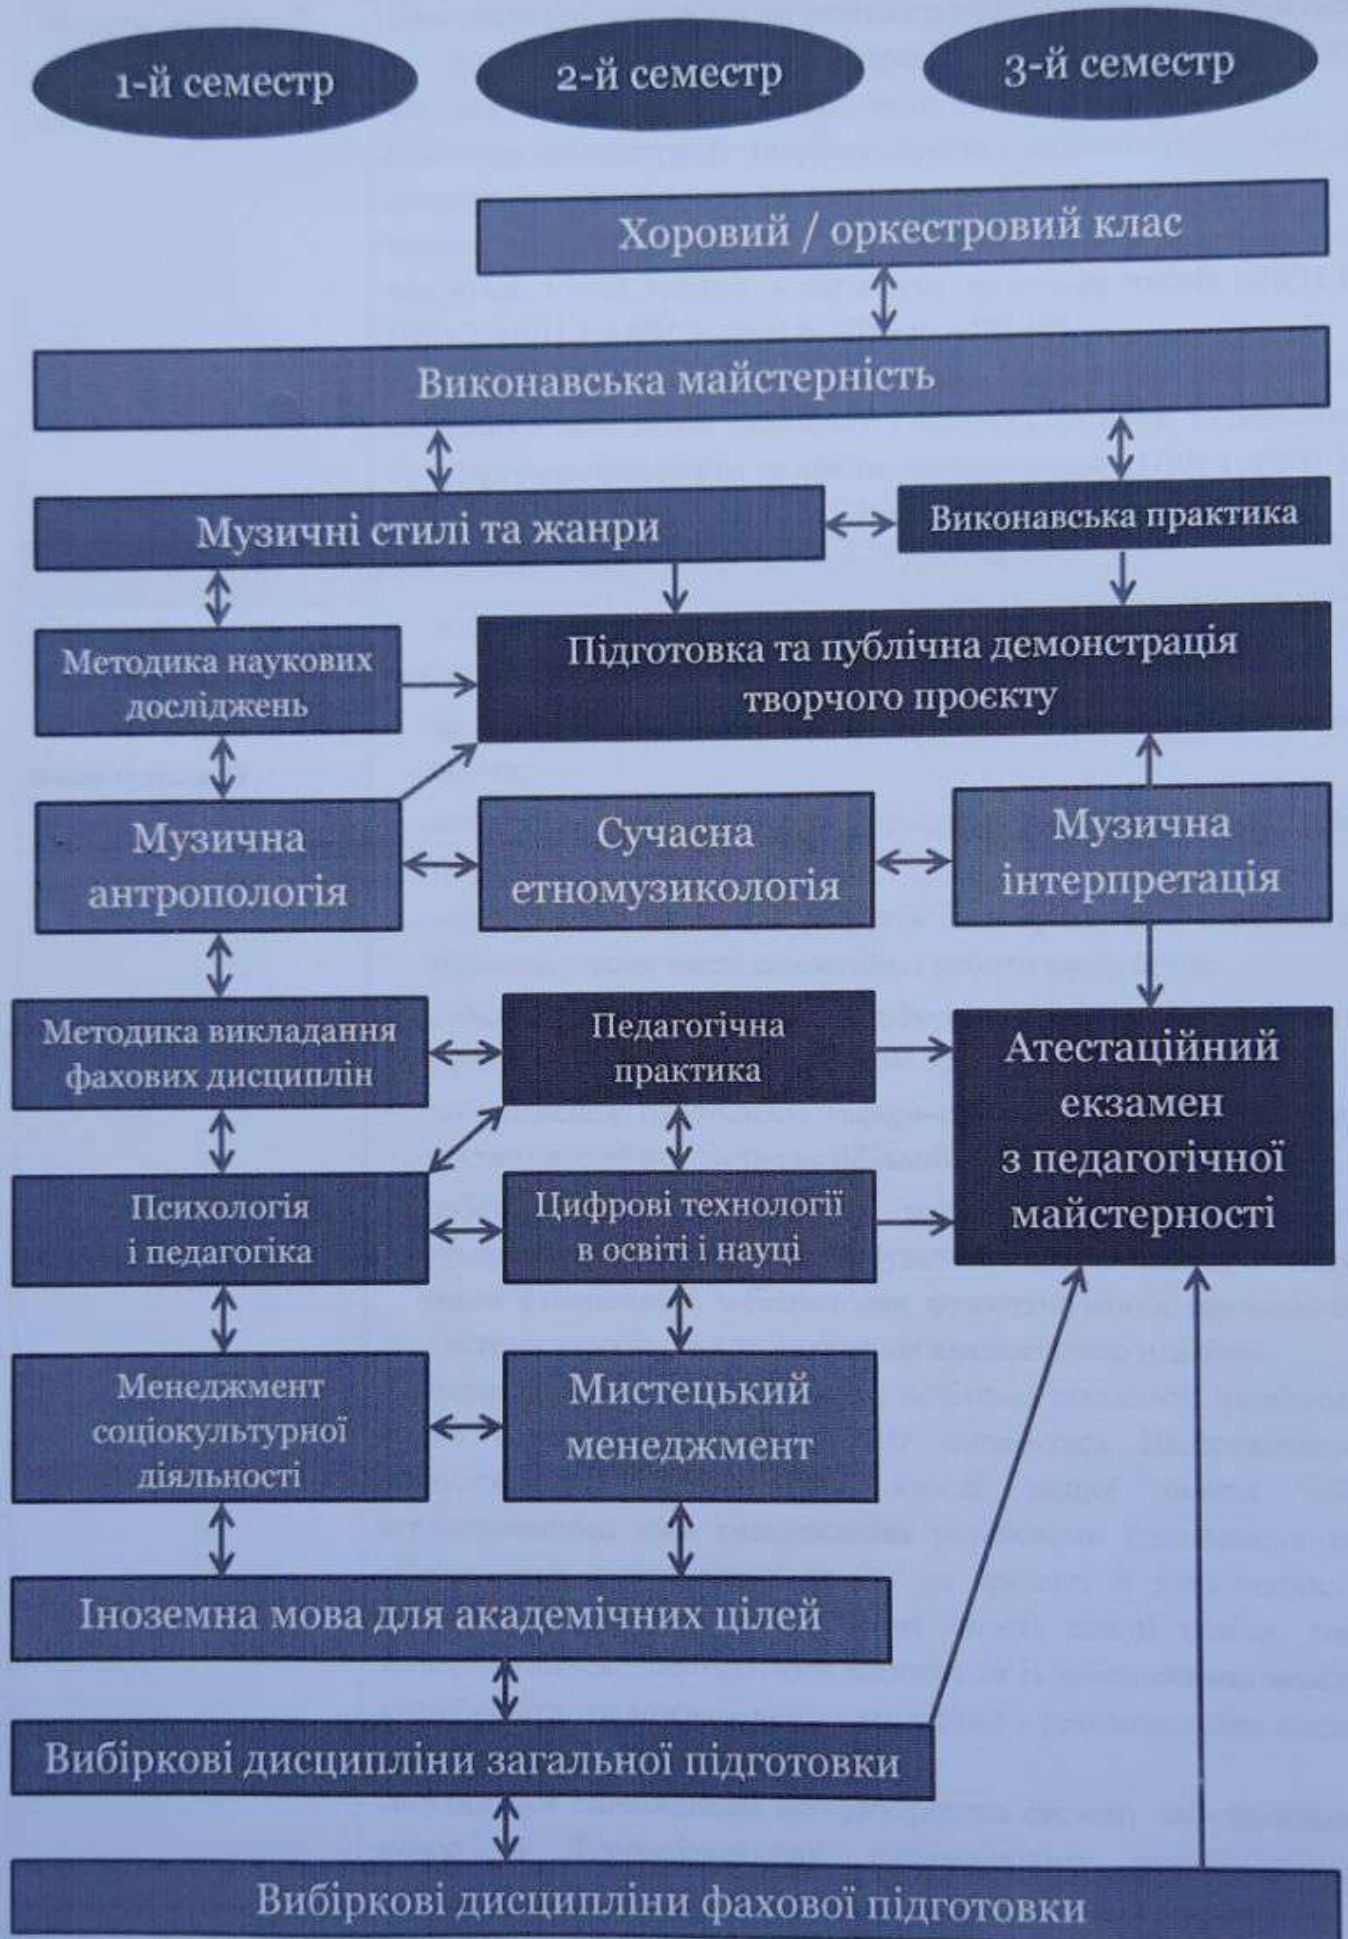 1-й семестр
2-й семестр
3-й семестр
Хоровий / оркестровий клас
Виконавська майстерність
Музичні стилі та жанри
Виконавська практика
Методика наукових
досліджень
Підготовка та публічна демонстрація
творчого проєкту
Музична
антропологія
Сучасна
етномузикологія
Музична
інтерпретація
Методика викладання
фахових дисциплін
Педагогічна
практика
Атестаційний
екзамен
з педагогічної
майстерності
Психологія
і педагогіка
Цифрові технології
в освіті і науці
Менеджмент
соціокультурної
діяльності
Мистецький
менеджмент
Іноземна мова для академічних цілей
Вибіркові дисципліни загальної підготовки
Вибіркові дисципліни фахової підготовки